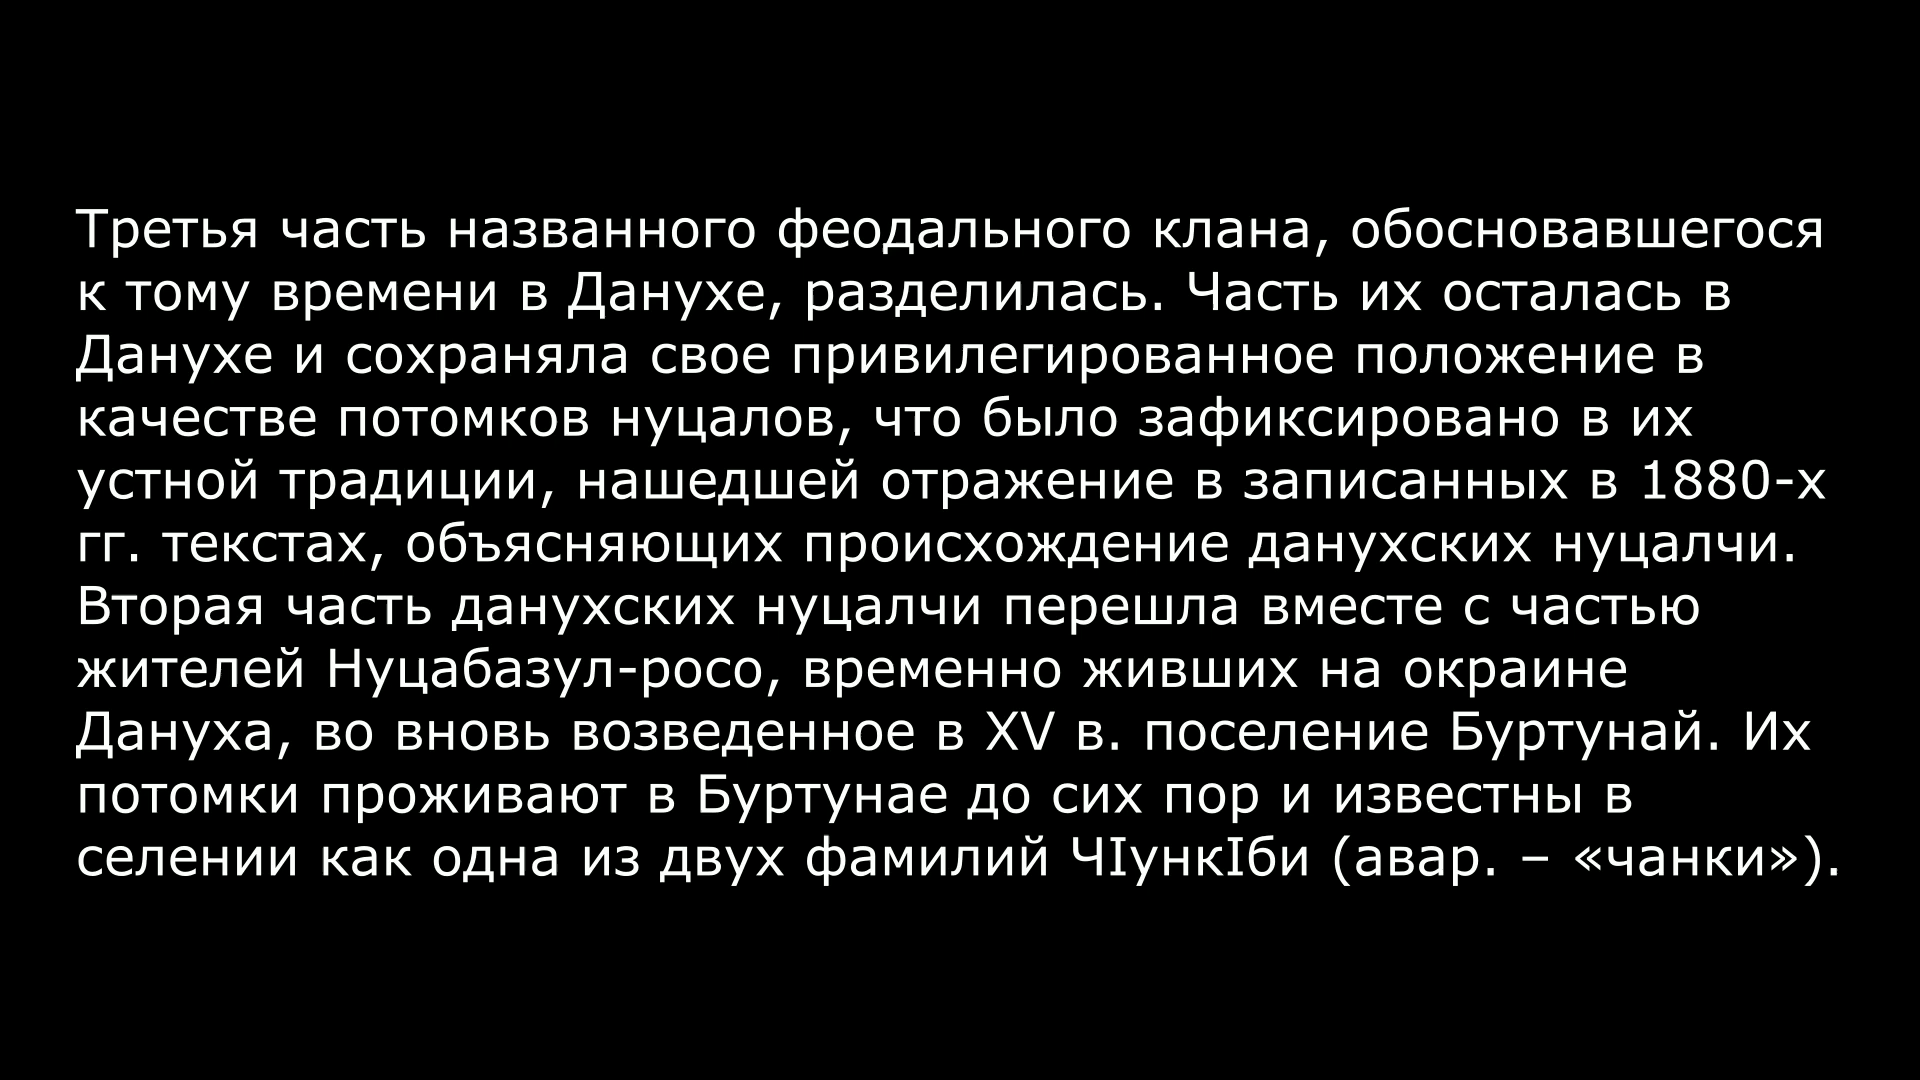 Третья часть названного феодального клана, обосновавшегося
к тому времени в Данухе, разделилась. Часть их осталась в
Данухе и сохраняла свое привилегированное положение в
качестве потомков нуцалов, что было зафиксировано в их
устной традиции, нашедшей отражение в записанных в 1880-х
гг. текстах, объясняющих происхождение данухских нуцалчи.
Вторая часть данухских нуцалчи перешла вместе с частью
жителей Нуцабазул-росо, временно живших на окраине
Дануха, во вновь возведенное в XV в. поселение Буртунай. Их
потомки проживают в Буртунае до сих пор и известны в
селении как одна из двух фамилий ЧIункIби (авар. – «чанки»).